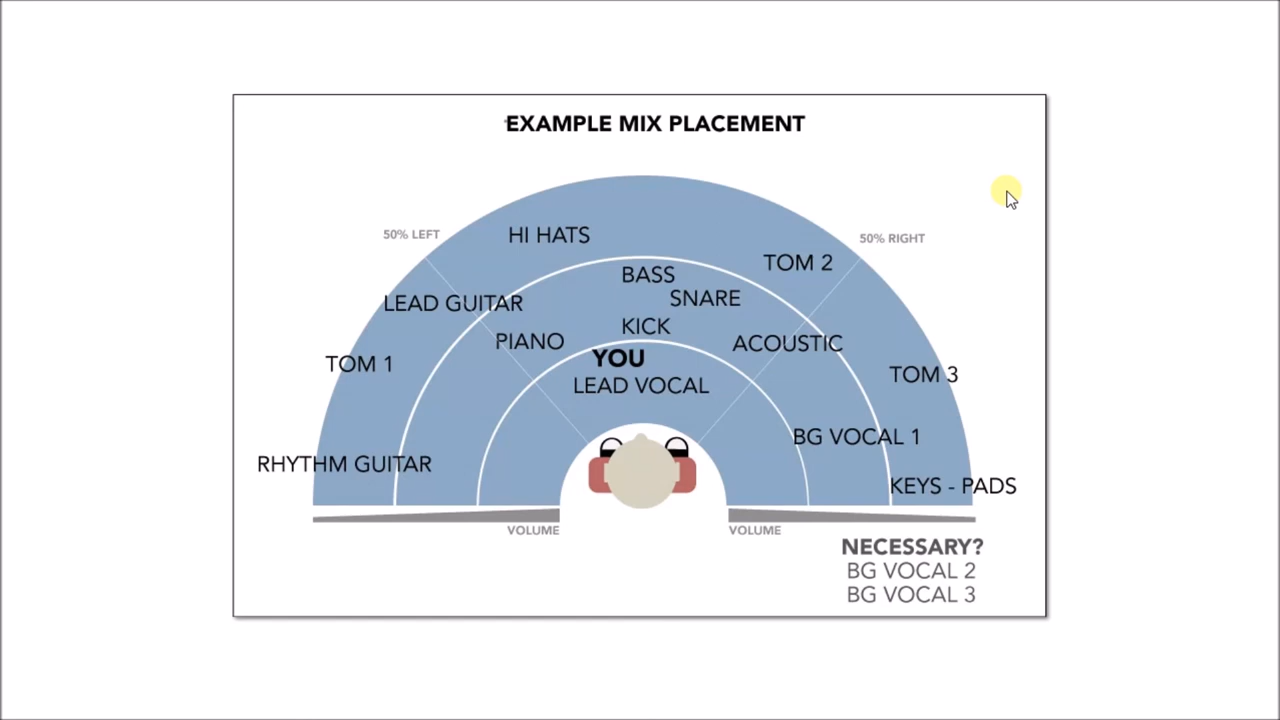 EXAMPLE MIX PLACEMENT
50% LEFT
HI HATS
50% RIGHT
TOM 2
BASS
SNARE
LEAD GUITAR
KICK
PIANO
ACOUSTIC
YOU
TOM 1
TOM 3
LEAD VOCAL
BG VOCAL 1
RHYTHM GUITAR
KEYS - PADS
VOLUME
VOLUME
NECESSARY?
BG VOCAL 2
BG VOCAL 3